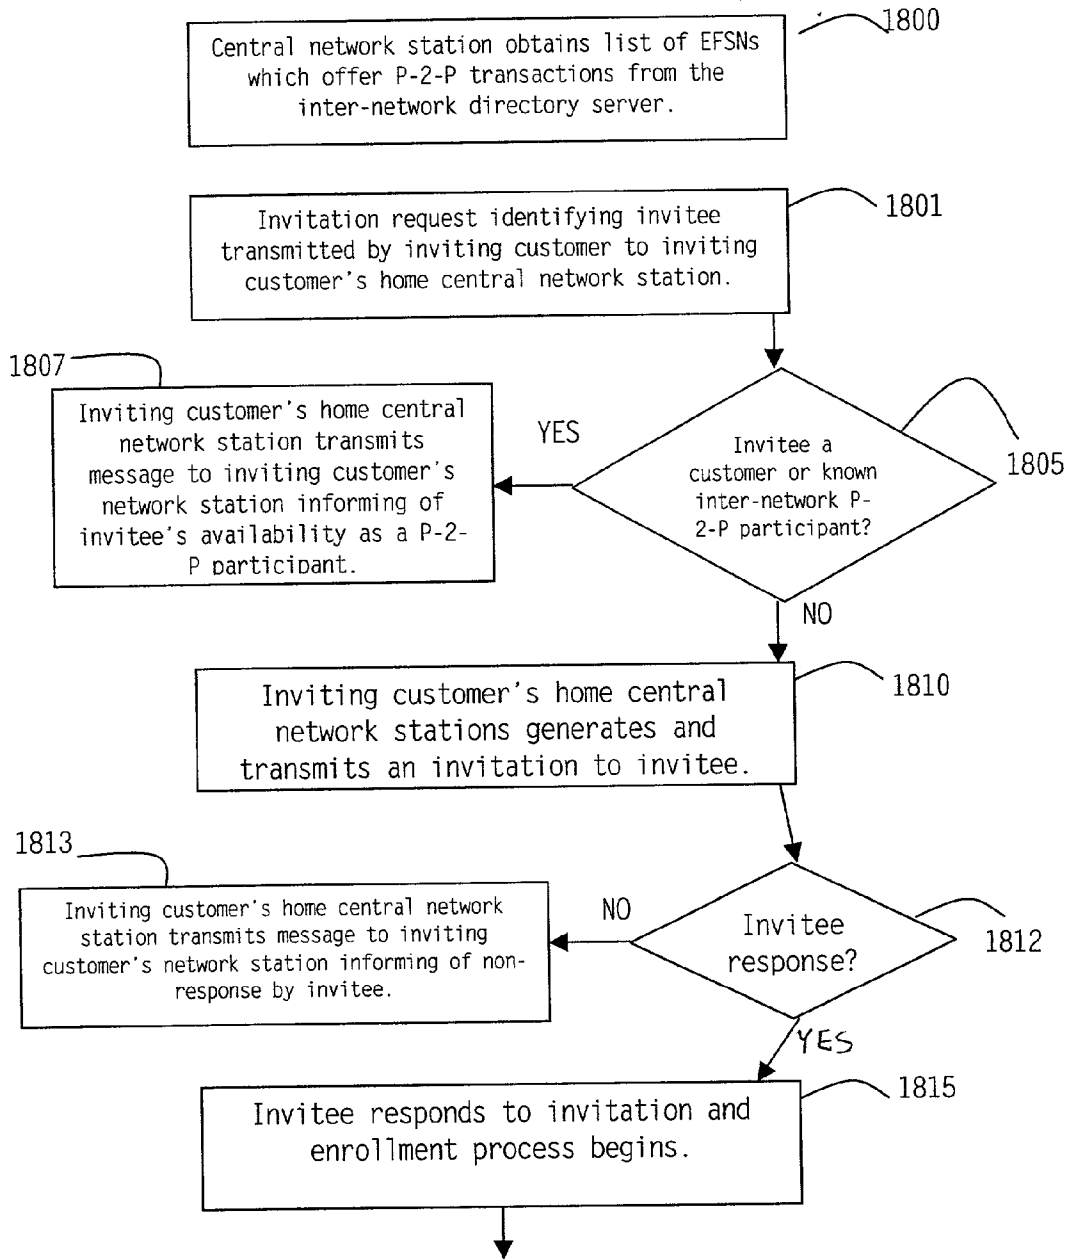 1800
Central network station obtains list of EFSNs
which offer P-2-P transactions from the
inter-network directory server.
1801
Invitation request identifying invitee
transmitted by inviting customer to inviting
customer's home central network station.
1807
Inviting customer's home central
network station transmits
message to inviting customer's
network station informing of
invitee's availability as a P-2-
P participant.
YES
Invitee a
customer or known
inter-network P-
2-P participant?
1805
NO
1810
Inviting customer's home central
network stations generates and
transmits an invitation to invitee.
1813
Inviting customer's home central network
station transmits message to inviting
customer's network station informing of non-
response by invitee.
NO
Invitee
response?
1812
YES
1815
Invitee responds to invitation and
enrollment process begins.